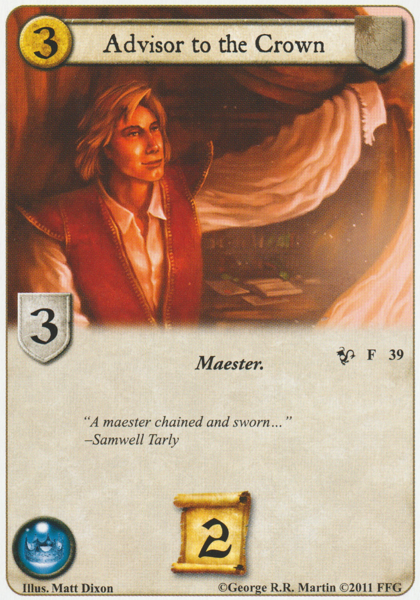 3
Advisor to the Crown
3
Maester.
F 39
“A maester chained and sworn…”
–Samwell Tarly
2
Illus. Matt Dixon
©George R.R. Martin ©2011 FFG